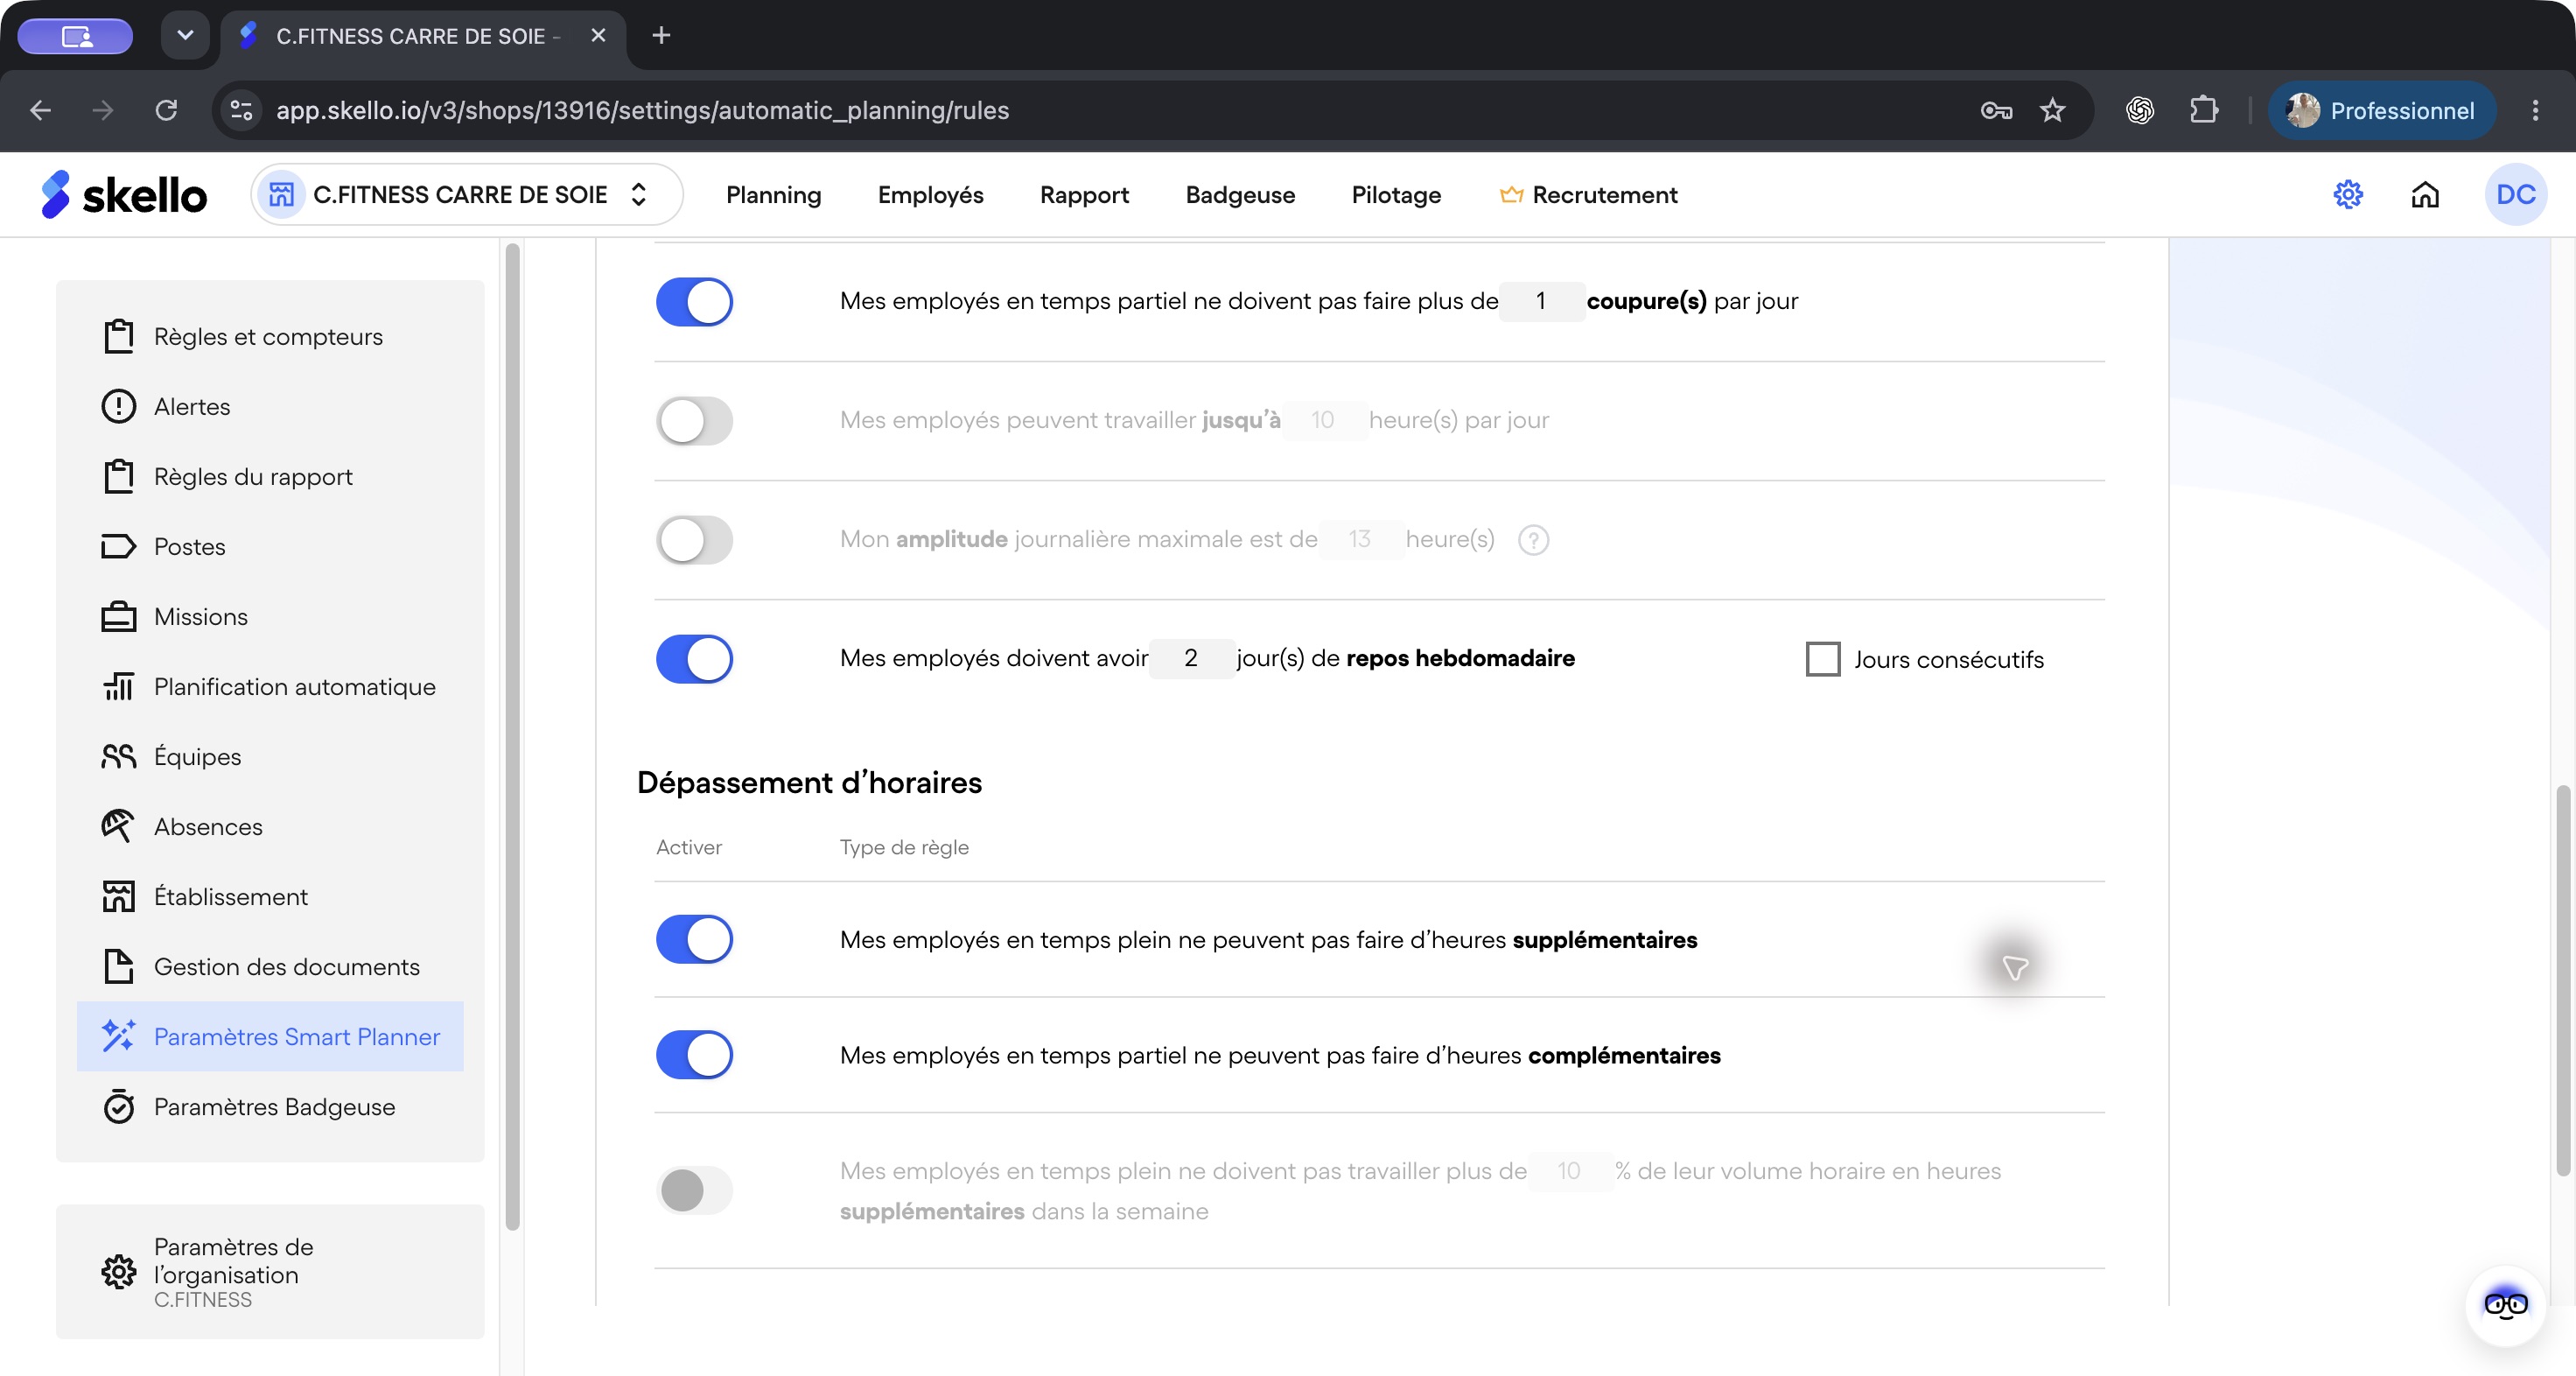 C.FITNESS CARRE DE SOIE -
app.skello.io/v3/shops/13916/settings/automatic_planning/rules
Professionnel
skello
C.FITNESS CARRE DE SOIE
Planning
Employés
Rapport
Badgeuse
Pilotage
Recrutement
DC
Règles et compteurs
Alertes
Règles du rapport
Postes
Missions
Planification automatique
Équipes
Absences
Établissement
Gestion des documents
Paramètres Smart Planner
Paramètres Badgeuse
Paramètres de
l’organisation
C.FITNESS
Mes employés en temps partiel ne doivent pas faire plus de 1 coupure(s) par jour
Mes employés peuvent travailler jusqu’à 10 heure(s) par jour
Mon amplitude journalière maximale est de 13 heure(s) ?
Mes employés doivent avoir 2 jour(s) de repos hebdomadaire
Jours consécutifs
Dépassement d’horaires
Activer
Type de règle
Mes employés en temps plein ne peuvent pas faire d’heures supplémentaires
Mes employés en temps partiel ne peuvent pas faire d’heures complémentaires
Mes employés en temps plein ne doivent pas travailler plus de 10 % de leur volume horaire en heures
supplémentaires dans la semaine